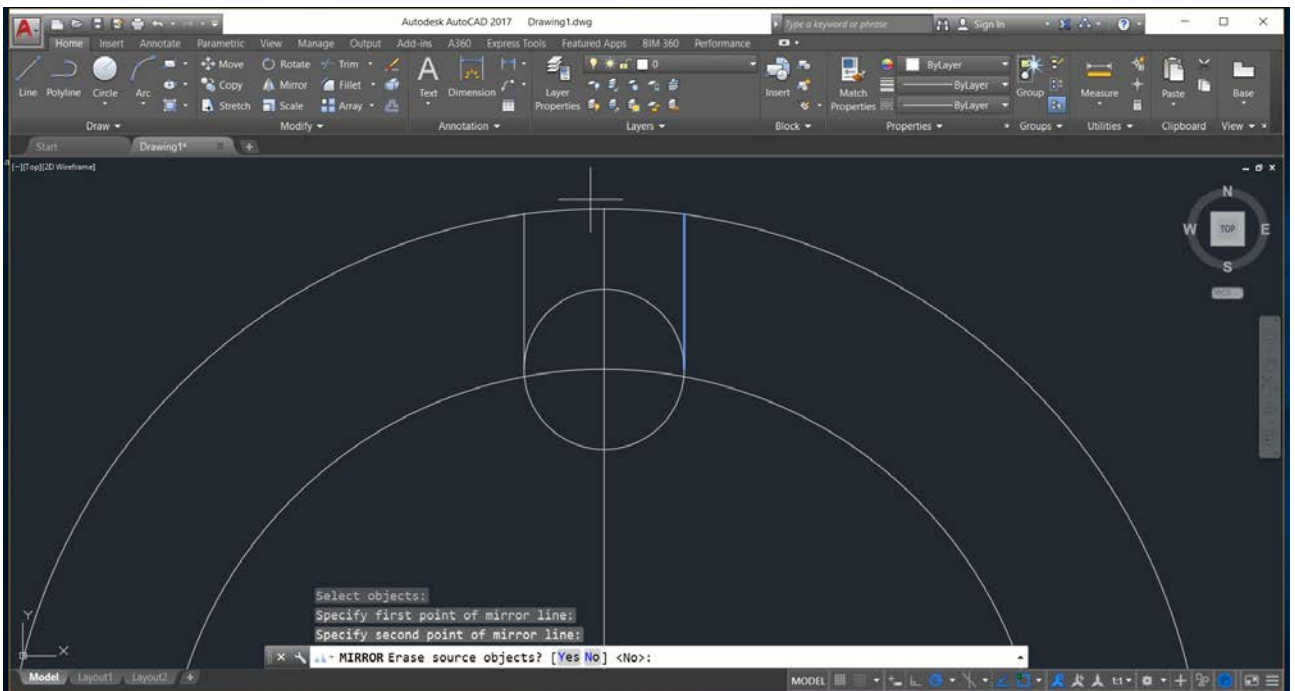 A Autodesk AutoCAD 2017 Drawing1.dwg Type a keyword or phrase Sign In
Home Insert Annotate Parametric View Manage Output Add-ins A360 Express Tools Featured Apps BIM 360 Performance
Move Rotate Trim
Copy Mirror Fillet
Stretch Scale Array
Line Polyline Circle Arc
A
Text Dimension
Layer
Properties
0
Insert
Match
Properties
ByLayer
ByLayer
ByLayer
Group
Measure
Paste
Base
Draw Modify Annotation Layers Block Properties Groups Utilities Clipboard View
Start Drawing1* +
[−][Top][2D Wireframe]
N
W TOP E
S
WCS
Select objects:
Specify first point of mirror line:
Specify second point of mirror line:
MIRROR Erase source objects? [Yes No] <No>:
Y
X
Model Layout1 Layout2 + MODEL 1:1